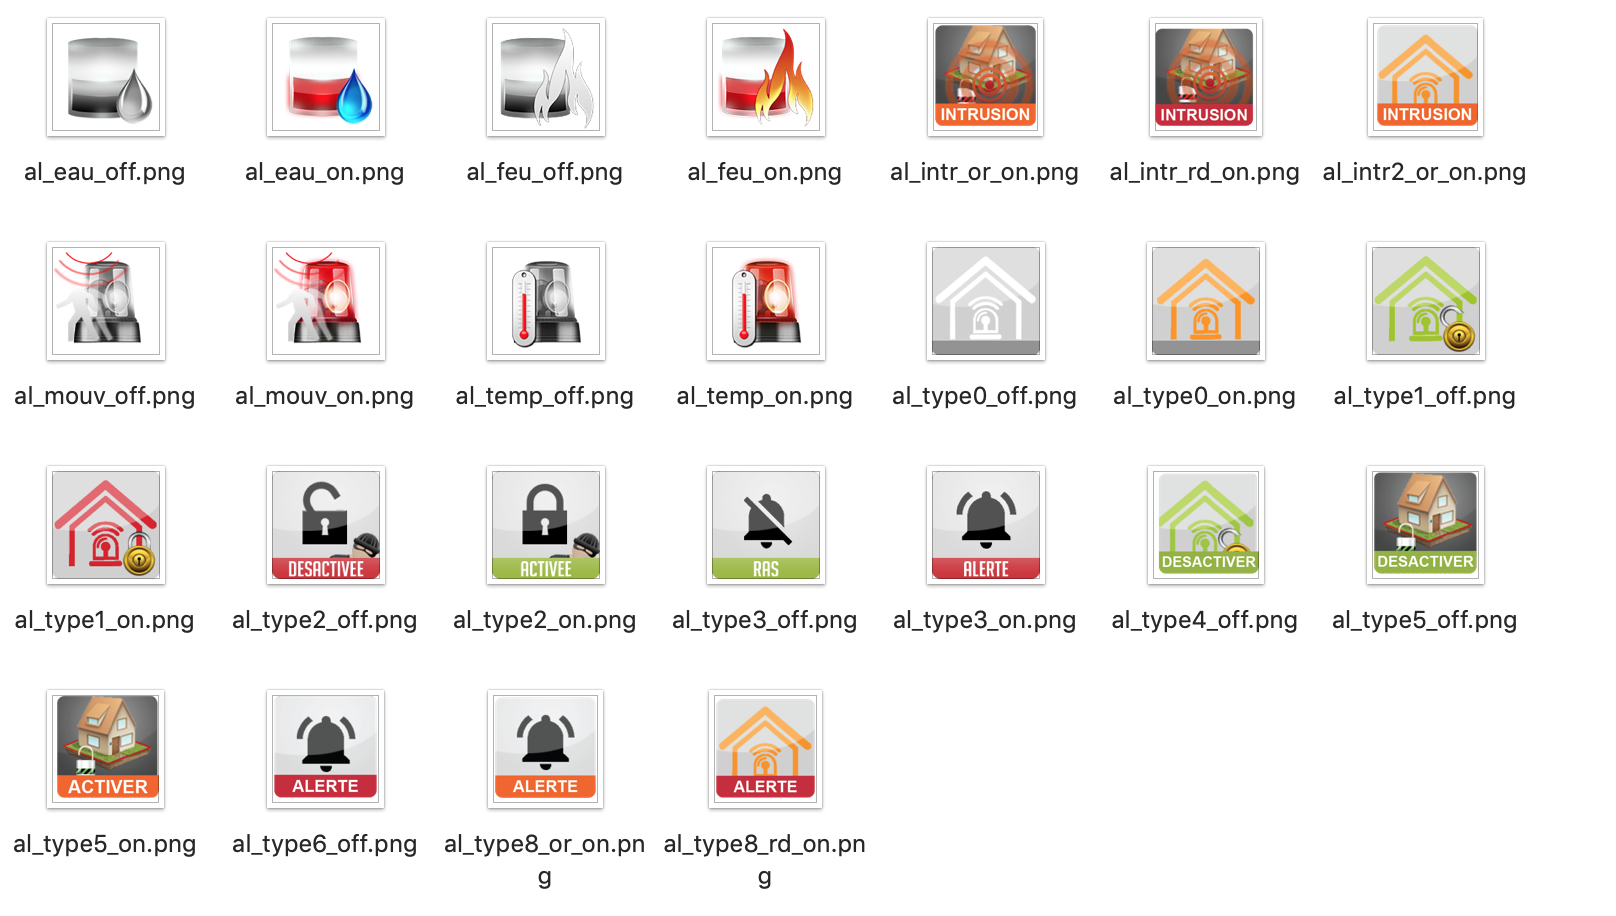 INTRUSION
INTRUSION
INTRUSION
al_eau_off.png
al_eau_on.png
al_feu_off.png
al_feu_on.png
al_intr_or_on.png
al_intr_rd_on.png
al_intr2_or_on.png
al_mouv_off.png
al_mouv_on.png
al_temp_off.png
al_temp_on.png
al_type0_off.png
al_type0_on.png
al_type1_off.png
DESACTIVEE
ACTIVEE
RAS
ALERTE
DESACTIVER
DESACTIVER
al_type1_on.png
al_type2_off.png
al_type2_on.png
al_type3_off.png
al_type3_on.png
al_type4_off.png
al_type5_off.png
ACTIVER
ALERTE
ALERTE
ALERTE
al_type5_on.png
al_type6_off.png
al_type8_or_on.pn
g
al_type8_rd_on.pn
g